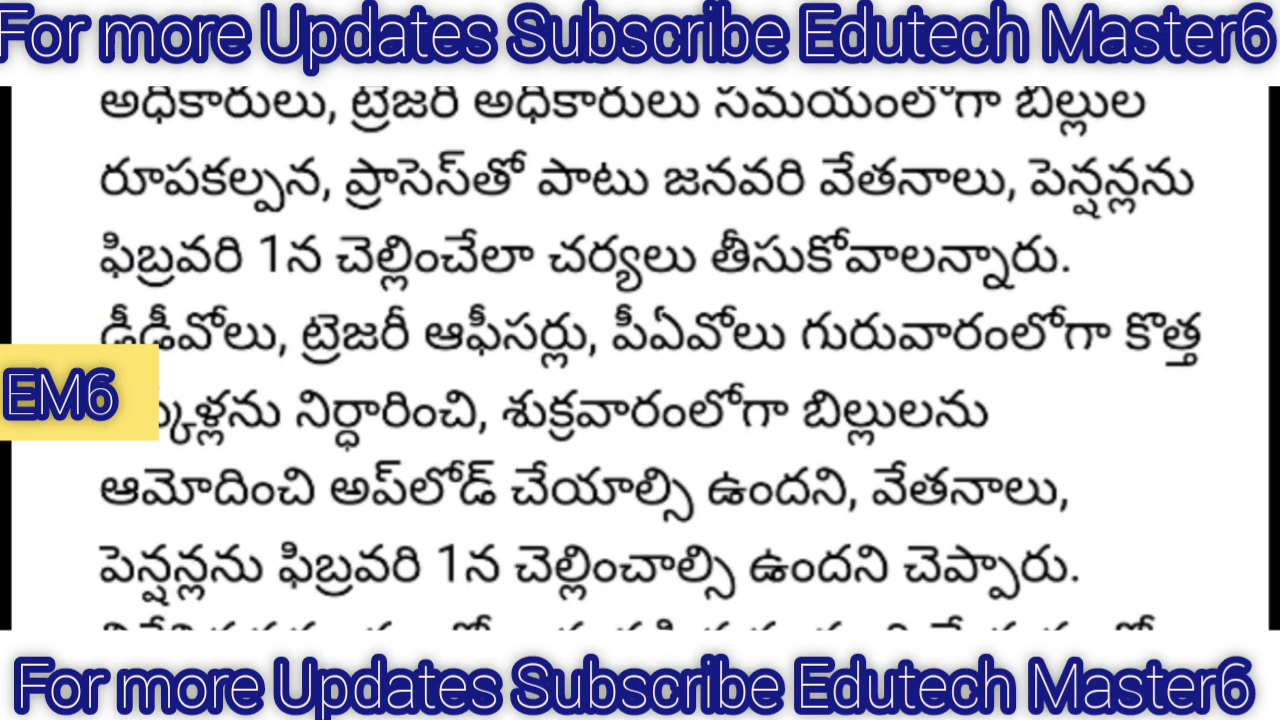 For more Updates Subscribe Edutech Master6
అధికారులు, ట్రెజరీ అధికారులు సమయంలోగా బిల్లుల
రూపకల్పన, ప్రాసెస్‌తో పాటు జనవరి వేతనాలు, పెన్షన్లను
ఫిబ్రవరి 1న చెల్లించేలా చర్యలు తీసుకోవాలన్నారు.
డీడీవోలు, ట్రెజరీ ఆఫీసర్లు, పీఏవోలు గురువారంలోగా కొత్త
EM6
నిర్ధారించి, శుక్రవారంలోగా బిల్లులను
ఆమోదించి అప్‌లోడ్ చేయాల్సి ఉందని, వేతనాలు,
పెన్షన్లను ఫిబ్రవరి 1న చెల్లించాల్సి ఉందని చెప్పారు.
For more Updates Subscribe Edutech Master6